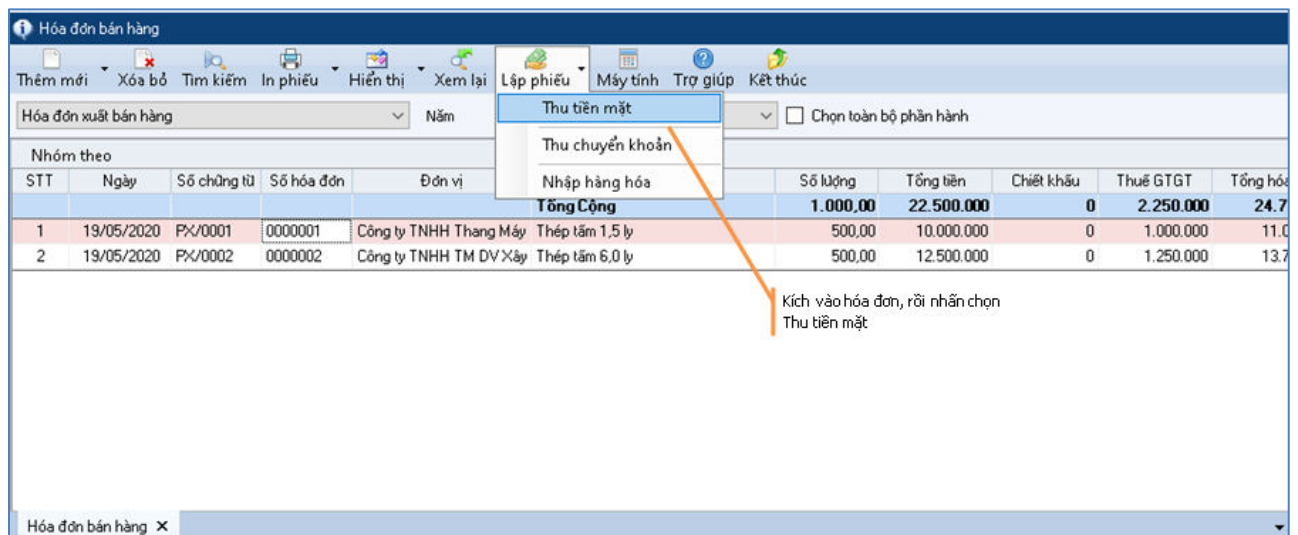 Hóa đơn bán hàng
Thêm mới Xóa bỏ Tìm kiếm In phiếu Hiển thị Xem lại Lập phiếu Máy tính Trợ giúp Kết thúc
Hóa đơn xuất bán hàng Năm Thu tiền mặt Chọn toàn bộ phần hành
Thu chuyển khoản
Nhóm theo
Nhập hàng hóa
STT Ngày Số chứng từ Số hóa đơn Đơn vị Số lượng Tổng tiền Chiết khấu Thuế GTGT Tổng hóa
Tổng Cộng 1.000,00 22.500.000 0 2.250.000 24.7
1 19/05/2020 PX/0001 0000001 Công ty TNHH Thang Máy Thép tấm 1,5 ly 500,00 10.000.000 0 1.000.000 11.0
2 19/05/2020 PX/0002 0000002 Công ty TNHH TM DV Xây Thép tấm 6,0 ly 500,00 12.500.000 0 1.250.000 13.7
Kích vào hóa đơn, rồi nhấn chọn
Thu tiền mặt
Hóa đơn bán hàng